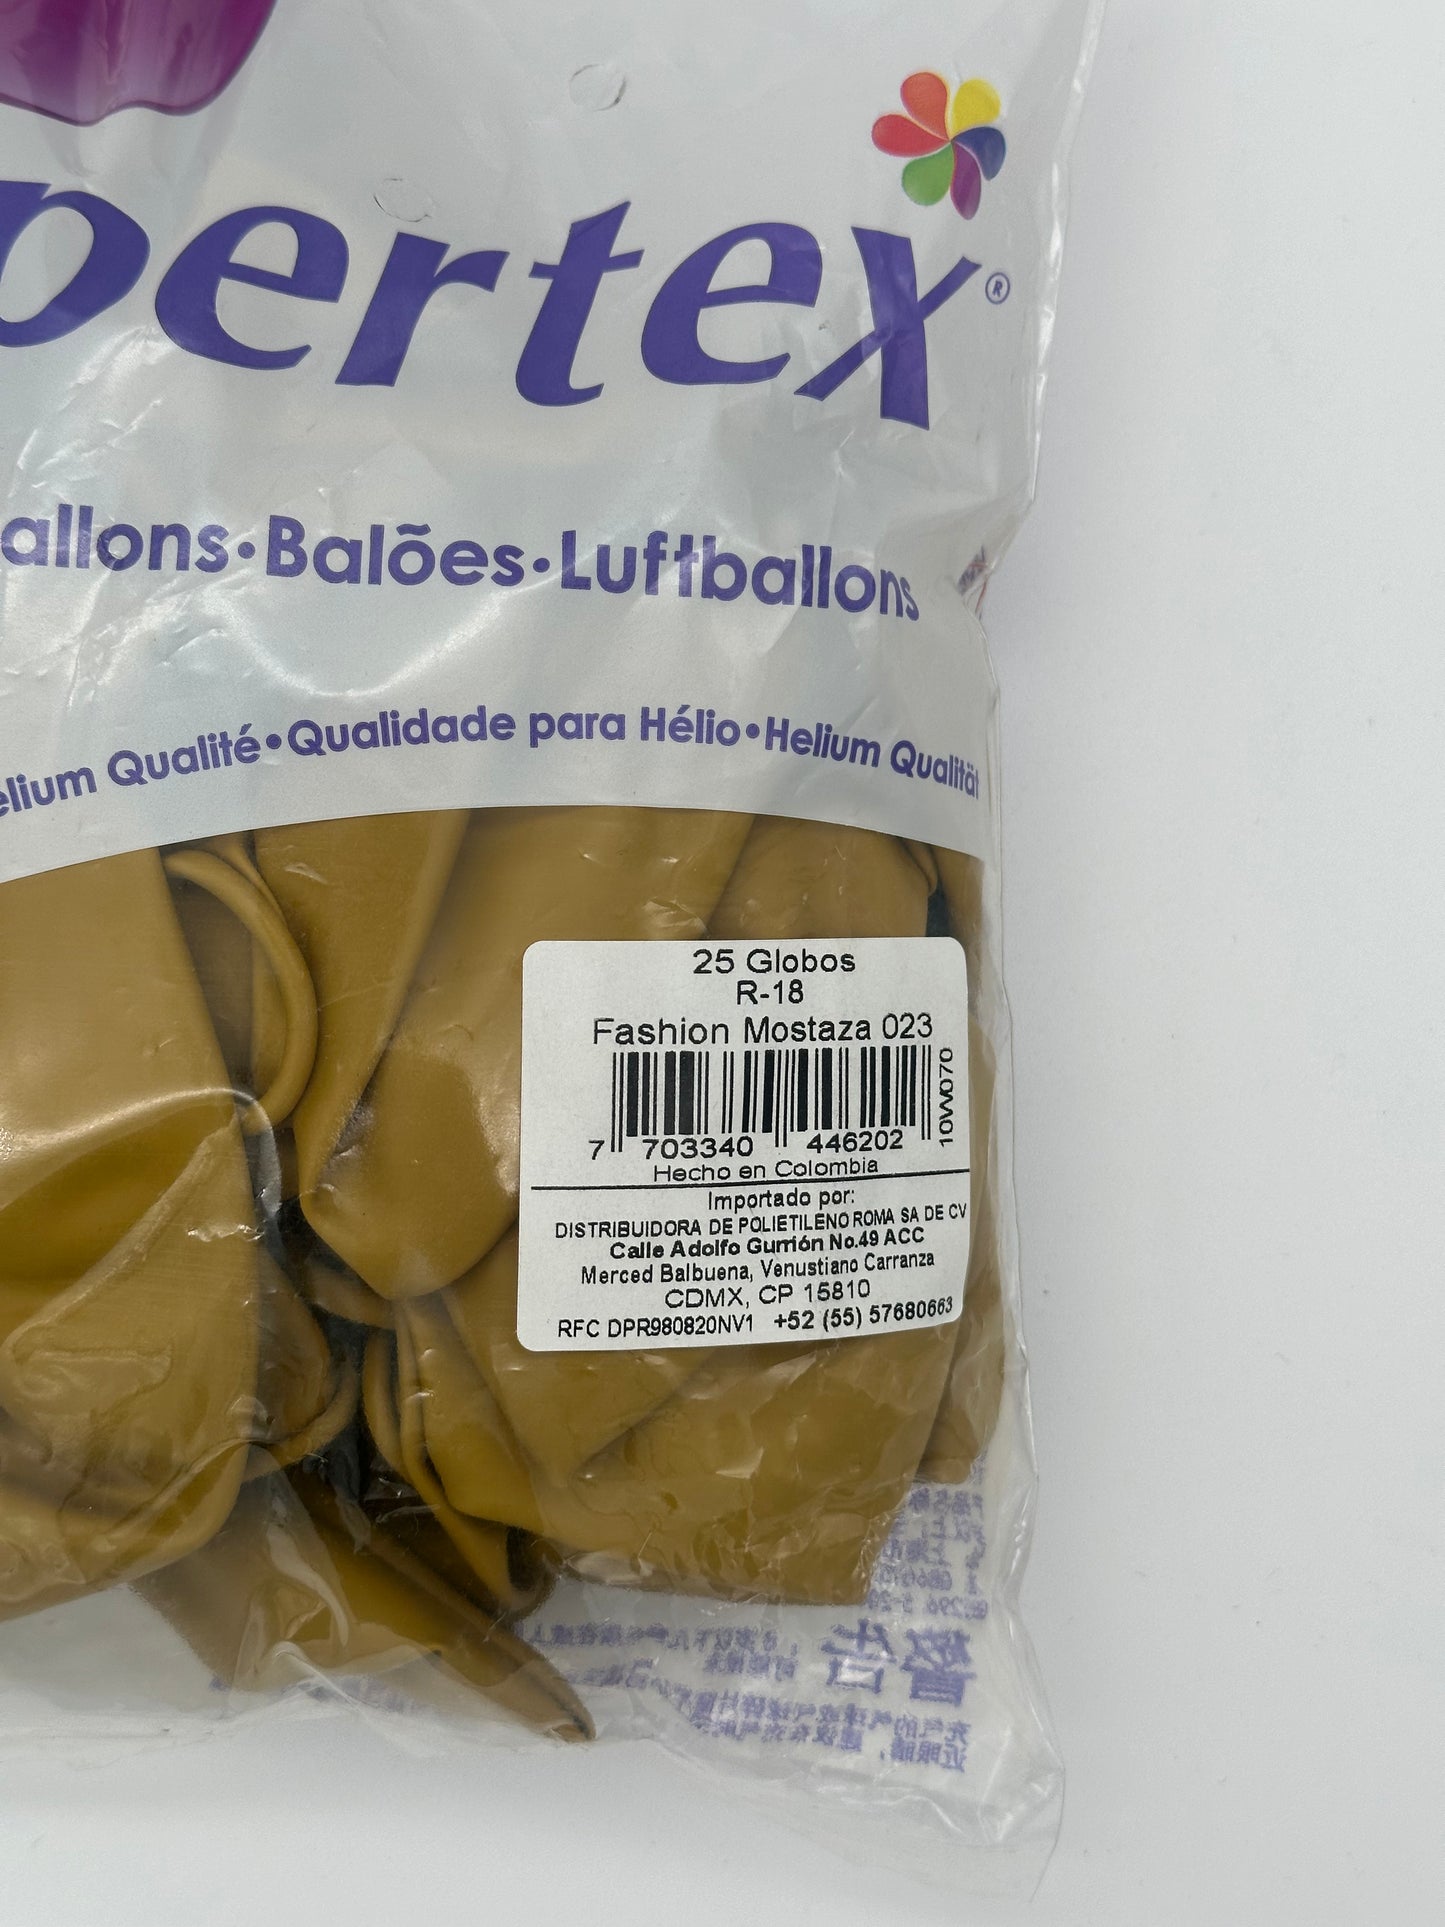 pertex®
allons•Balões•Luftballons
elium Qualité•Qualidade para Hélio•Helium Qualität
25 Globos
R-18
Fashion Mostaza 023
7 703340 446202
10W070
Hecho en Colombia
Importado por:
DISTRIBUIDORA DE POLIETILENO ROMA SA DE CV
Calle Adolfo Gurrión No.49 ACC
Merced Balbuena, Venustiano Carranza
CDMX, CP 15810
RFC DPR980820NV1 +52 (55) 57680663
警告